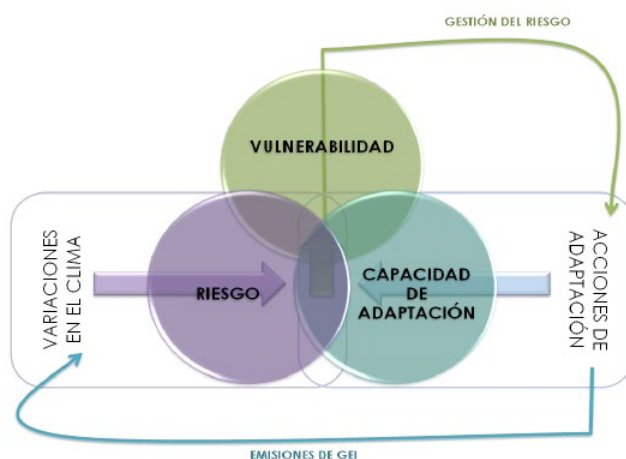 GESTIÓN DEL RIESGO
VULNERABILIDAD
VARIACIONES
EN EL CLIMA
RIESGO
CAPACIDAD
DE
ADAPTACIÓN
ACCIONES DE
ADAPTACIÓN
EMISIONES DE GEI